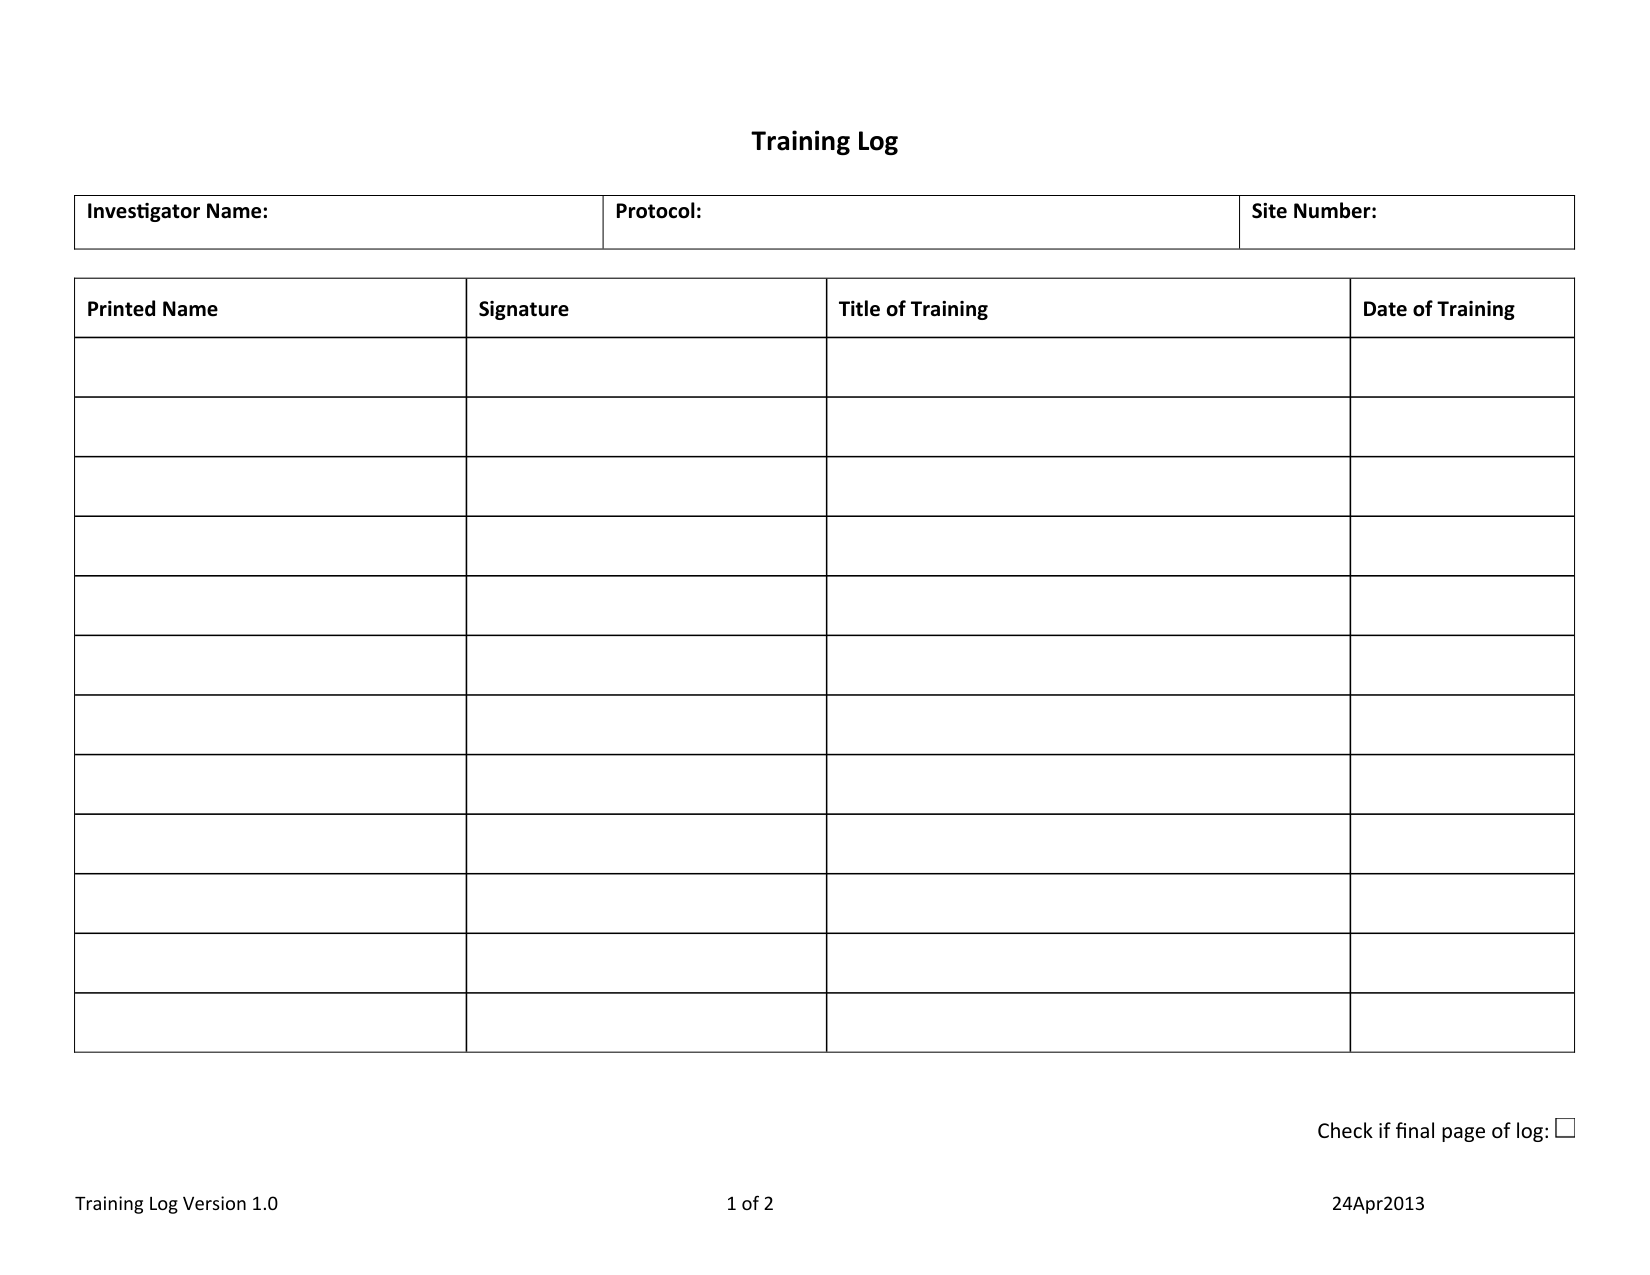 Training Log
Investigator Name: Protocol: Site Number:
Printed Name Signature Title of Training Date of Training
Check if final page of log:
Training Log Version 1.0 1 of 2 24Apr2013